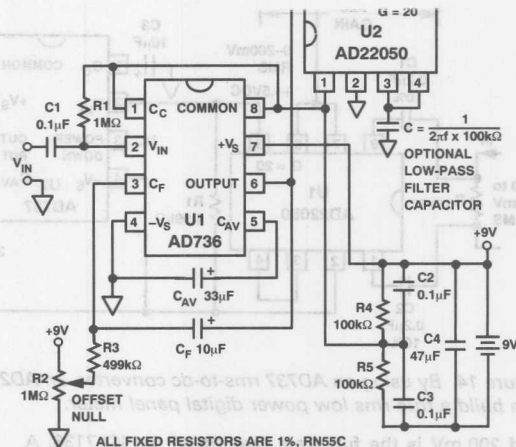 G = 20
U2
AD22050
1 2 3 4
C1
0.1µF
R1
1MΩ
1 CC
COMMON 8
2 VIN
+VS 7
3 CF
OUTPUT 6
4 –VS
CAV 5
U1
AD736
VIN
C = 1 / 2πf x 100kΩ
OPTIONAL
LOW-PASS
FILTER
CAPACITOR
+9V
CAV 33µF
+
CF 10µF
+
R4
100kΩ
C2
0.1µF
C4
47µF
+
9V
R5
100kΩ
C3
0.1µF
+9V
R3
499kΩ
R2
1MΩ
OFFSET
NULL
ALL FIXED RESISTORS ARE 1%, RN55C